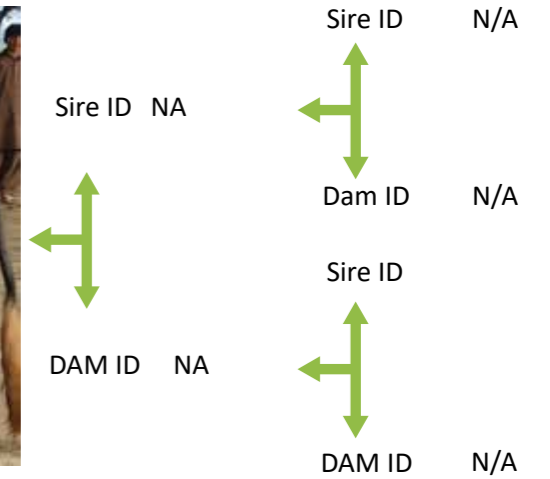 Sire ID N/A
Sire ID NA
Dam ID N/A
Sire ID
DAM ID NA
DAM ID N/A